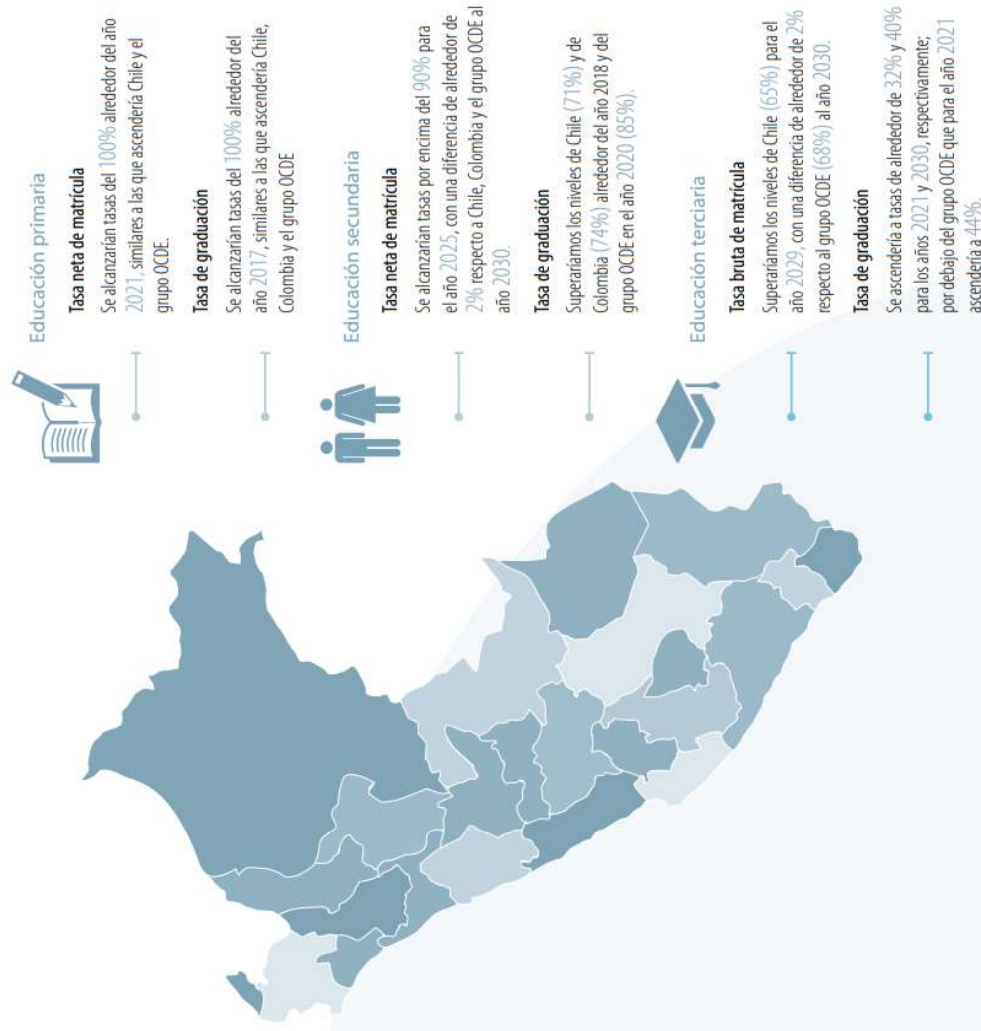 Educación primaria
Tasa neta de matrícula
Se alcanzarían tasas del 100% alrededor del año
2021, similares a las que ascendería Chile y el
grupo OCDE.
Tasa de graduación
Se alcanzarían tasas del 100% alrededor del
año 2017, similares a las que ascendería Chile,
Colombia y el grupo OCDE
Educación secundaria
Tasa neta de matrícula
Se alcanzarían tasas por encima del 90% para
el año 2025, con una diferencia de alrededor de
2% respecto a Chile, Colombia y el grupo OCDE al
año 2030.
Tasa de graduación
Superaríamos los niveles de Chile (71%) y de
Colombia (74%) alrededor del año 2018 y del
grupo OCDE en el año 2020 (85%).
Educación terciaria
Tasa bruta de matrícula
Superaríamos los niveles de Chile (65%) para el
año 2029, con una diferencia de alrededor de 2%
respecto al grupo OCDE (68%) al año 2030.
Tasa de graduación
Se ascendería a tasas de alrededor de 32% y 40%
para los años 2021 y 2030, respectivamente;
por debajo del grupo OCDE que para el año 2021
ascendería a 44%.